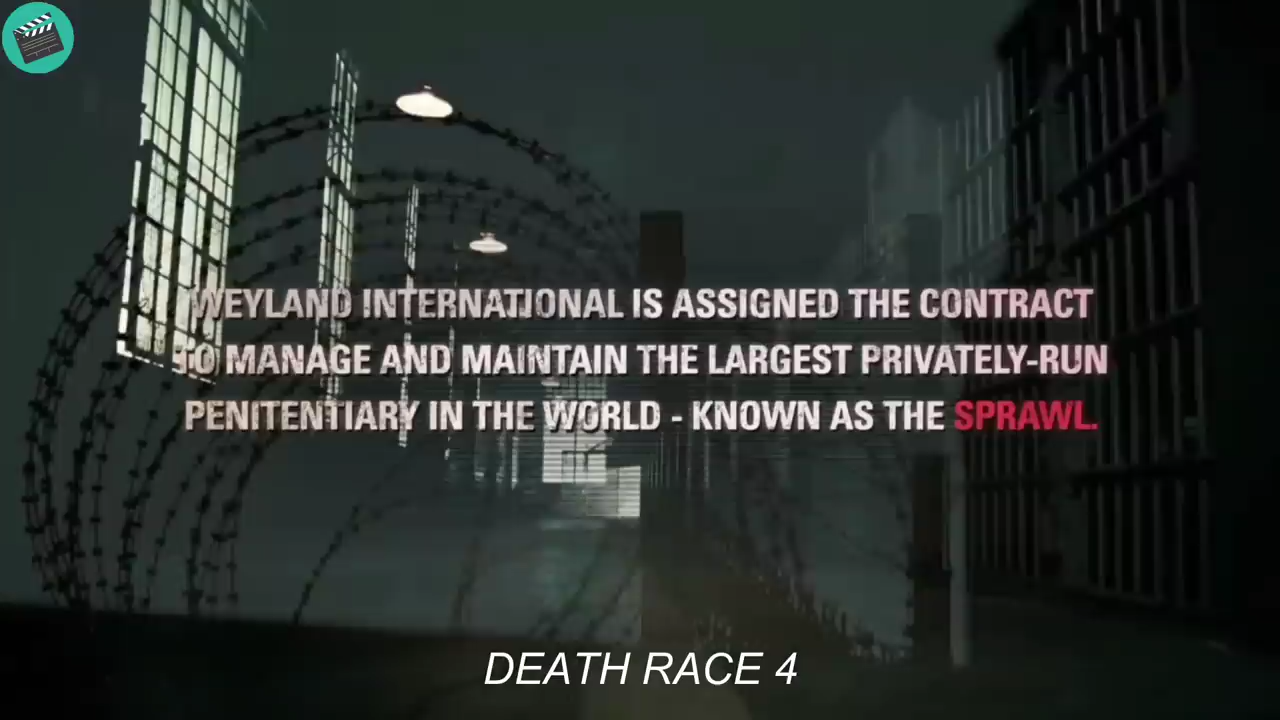 WEYLAND INTERNATIONAL IS ASSIGNED THE CONTRACT
TO MANAGE AND MAINTAIN THE LARGEST PRIVATELY-RUN
PENITENTIARY IN THE WORLD - KNOWN AS THE SPRAWL.
DEATH RACE 4